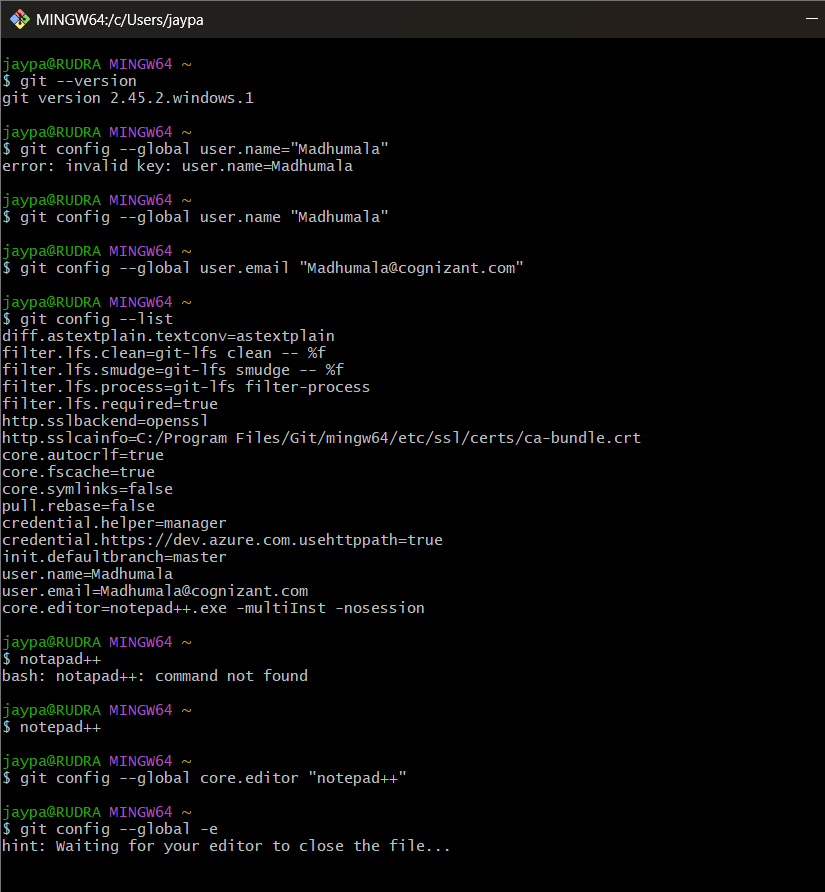 MINGW64:/c/Users/jaypa
jaypa@RUDRA MINGW64 ~
$ git --version
git version 2.45.2.windows.1
jaypa@RUDRA MINGW64 ~
$ git config --global user.name="Madhumala"
error: invalid key: user.name=Madhumala
jaypa@RUDRA MINGW64 ~
$ git config --global user.name "Madhumala"
jaypa@RUDRA MINGW64 ~
$ git config --global user.email "Madhumala@cognizant.com"
jaypa@RUDRA MINGW64 ~
$ git config --list
diff.astextplain.textconv=astextplain
filter.lfs.clean=git-lfs clean -- %f
filter.lfs.smudge=git-lfs smudge -- %f
filter.lfs.process=git-lfs filter-process
filter.lfs.required=true
http.sslbackend=openssl
http.sslcainfo=C:/Program Files/Git/mingw64/etc/ssl/certs/ca-bundle.crt
core.autocrlf=true
core.fscache=true
core.symlinks=false
pull.rebase=false
credential.helper=manager
credential.https://dev.azure.com.usehttppath=true
init.defaultbranch=master
user.name=Madhumala
user.email=Madhumala@cognizant.com
core.editor=notepad++.exe -multiInst -nosession
jaypa@RUDRA MINGW64 ~
$ notapad++
bash: notapad++: command not found
jaypa@RUDRA MINGW64 ~
$ notepad++
jaypa@RUDRA MINGW64 ~
$ git config --global core.editor "notepad++"
jaypa@RUDRA MINGW64 ~
$ git config --global -e
hint: Waiting for your editor to close the file...